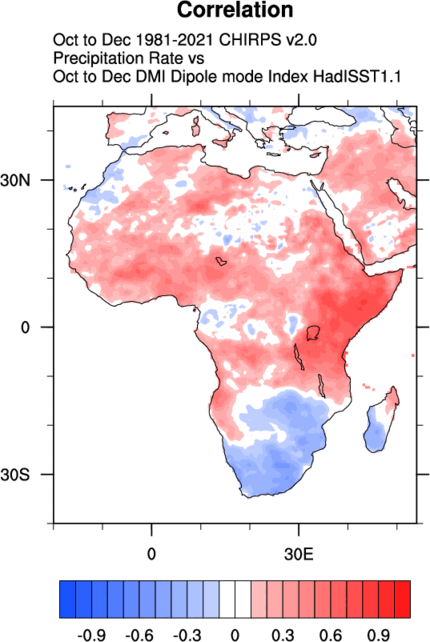 Correlation
Oct to Dec 1981-2021 CHIRPS v2.0
Precipitation Rate vs
Oct to Dec DMI Dipole mode Index HadISST1.1
30N
0
30S
0 30E
-0.9 -0.6 -0.3 0 0.3 0.6 0.9